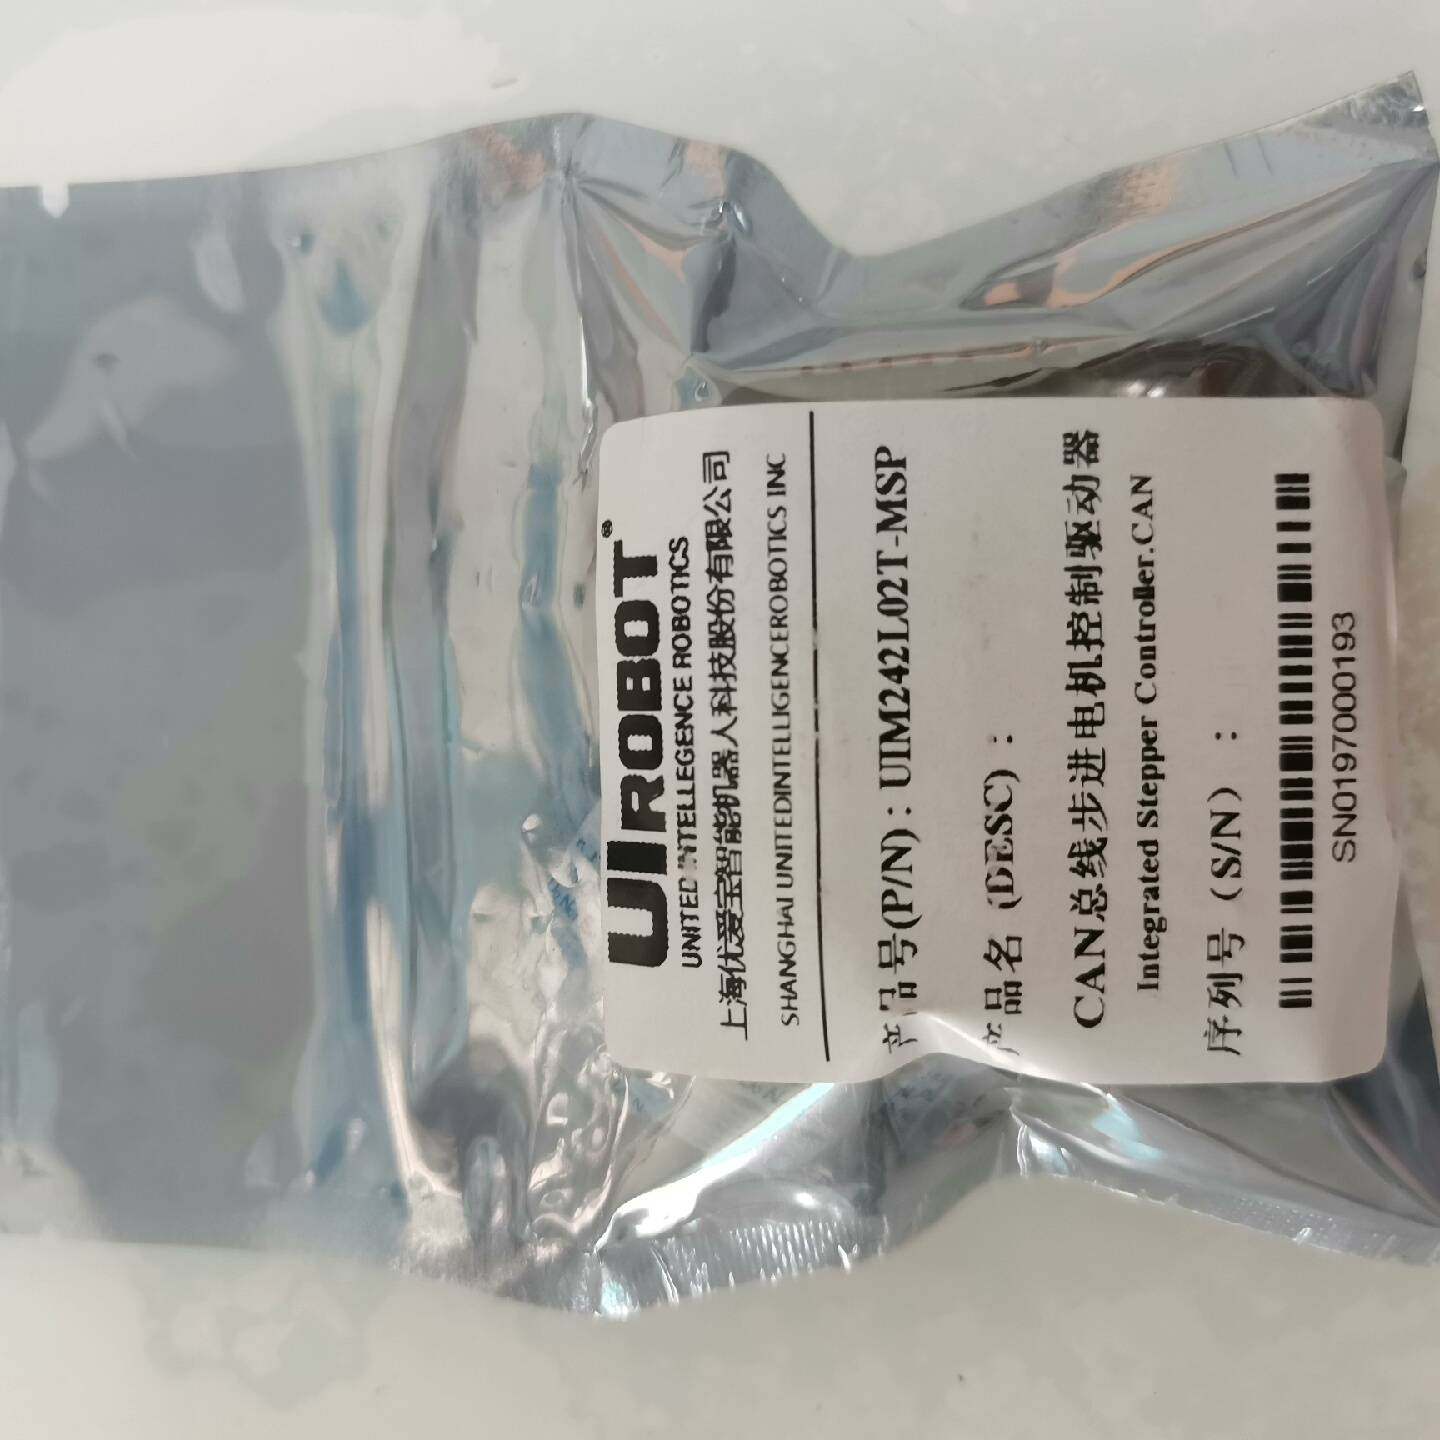 UIROBOT®
UNITED INTELLEGENCE ROBOTICS
上海优爱宝智能机器人科技股份有限公司
SHANGHAI UNITEDINTELLIGENCEROBOTICS INC
产品号(P/N)：UIM242L02T-MSP
产品名 (DESC)：
CAN总线步进电机控制驱动器
Integrated Stepper Controller.CAN
序列号（S/N）：
SN0197000193